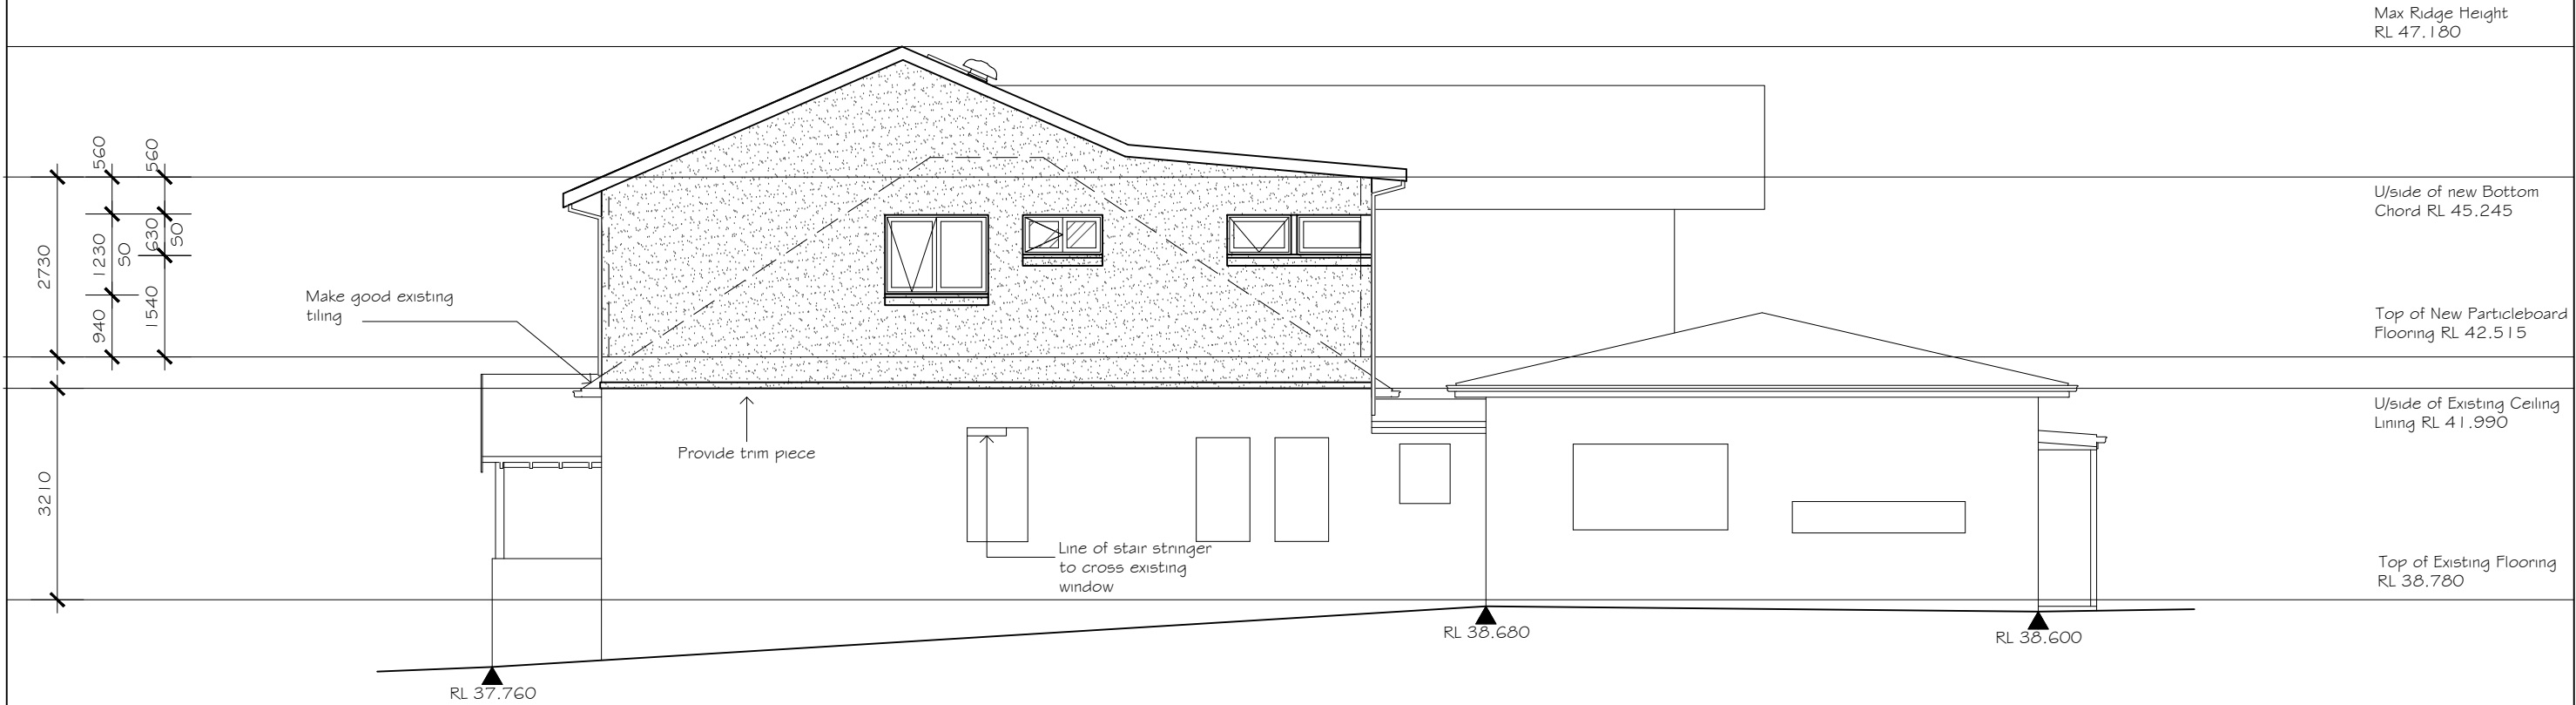 Max Ridge Height
RL 47.180
560
560
U/side of new Bottom
Chord RL 45.245
2730
1230
50
630
50
940
1540
Make good existing
tiling
Top of New Particleboard
Flooring RL 42.515
U/side of Existing Ceiling
Lining RL 41.990
Provide trim piece
3210
Line of stair stringer
to cross existing
window
Top of Existing Flooring
RL 38.780
RL 38.680
RL 38.600
RL 37.760